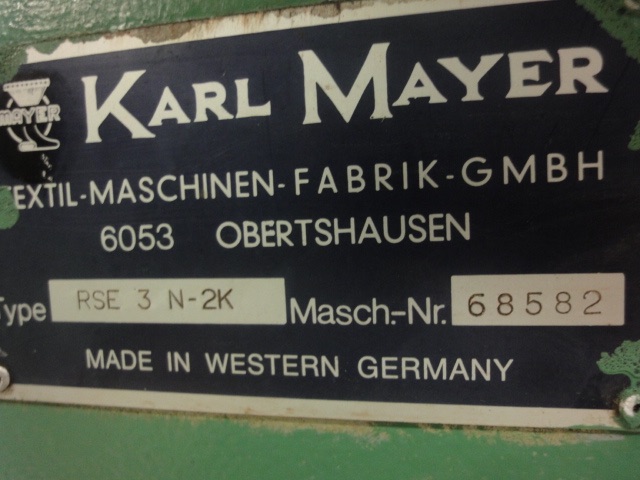 MAYER
KARL MAYER
TEXTIL-MASCHINEN-FABRIK-GMBH
6053 OBERTSHAUSEN
Type RSE 3 N-2K Masch.-Nr. 68582
MADE IN WESTERN GERMANY